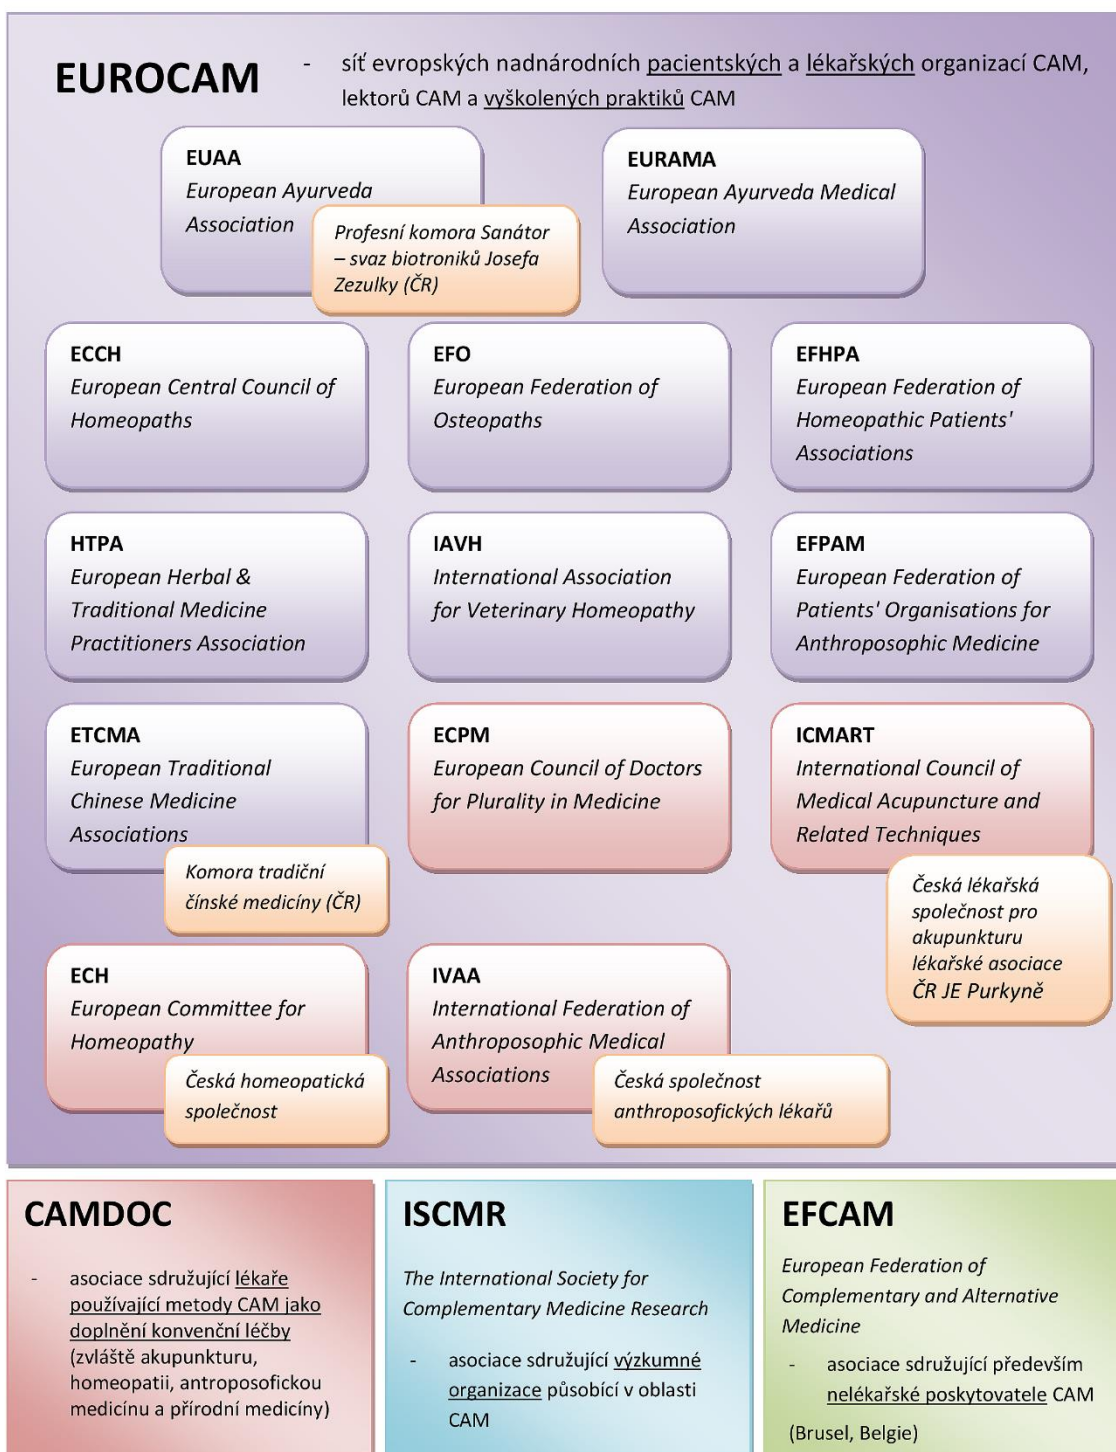 EUROCAM
- síť evropských nadnárodních pacientských a lékařských organizací CAM,
lektorů CAM a vyškolených praktiků CAM
EUAA
European Ayurveda
Association
Profesní komora Sanátor
– svaz biotroniků Josefa
Zezulky (ČR)
EURAMA
European Ayurveda Medical
Association
ECCH
European Central Council of
Homeopaths
EFO
European Federation of
Osteopaths
EFHPA
European Federation of
Homeopathic Patients'
Associations
HTPA
European Herbal &
Traditional Medicine
Practitioners Association
IAVH
International Association
for Veterinary Homeopathy
EFPAM
European Federation of
Patients' Organisations for
Anthroposophic Medicine
ETCMA
European Traditional
Chinese Medicine
Associations
Komora tradiční
čínské medicíny (ČR)
ECPM
European Council of Doctors
for Plurality in Medicine
ICMART
International Council of
Medical Acupuncture and
Related Techniques
Česká lékařská
společnost pro
akupunkturu
lékařské asociace
ČR JE Purkyně
ECH
European Committee for
Homeopathy
Česká homeopatická
společnost
IVAA
International Federation of
Anthroposophic Medical
Associations
Česká společnost
anthroposofických lékařů
CAMDOC
- asociace sdružující lékaře
používající metody CAM jako
doplnění konvenční léčby
(zvláště akupunkturu,
homeopatii, antroposofickou
medicínu a přírodní medicíny)
ISCMR
The International Society for
Complementary Medicine Research
- asociace sdružující výzkumné
organizace působící v oblasti
CAM
EFCAM
European Federation of
Complementary and Alternative
Medicine
- asociace sdružující především
nelékařské poskytovatele CAM
(Brusel, Belgie)